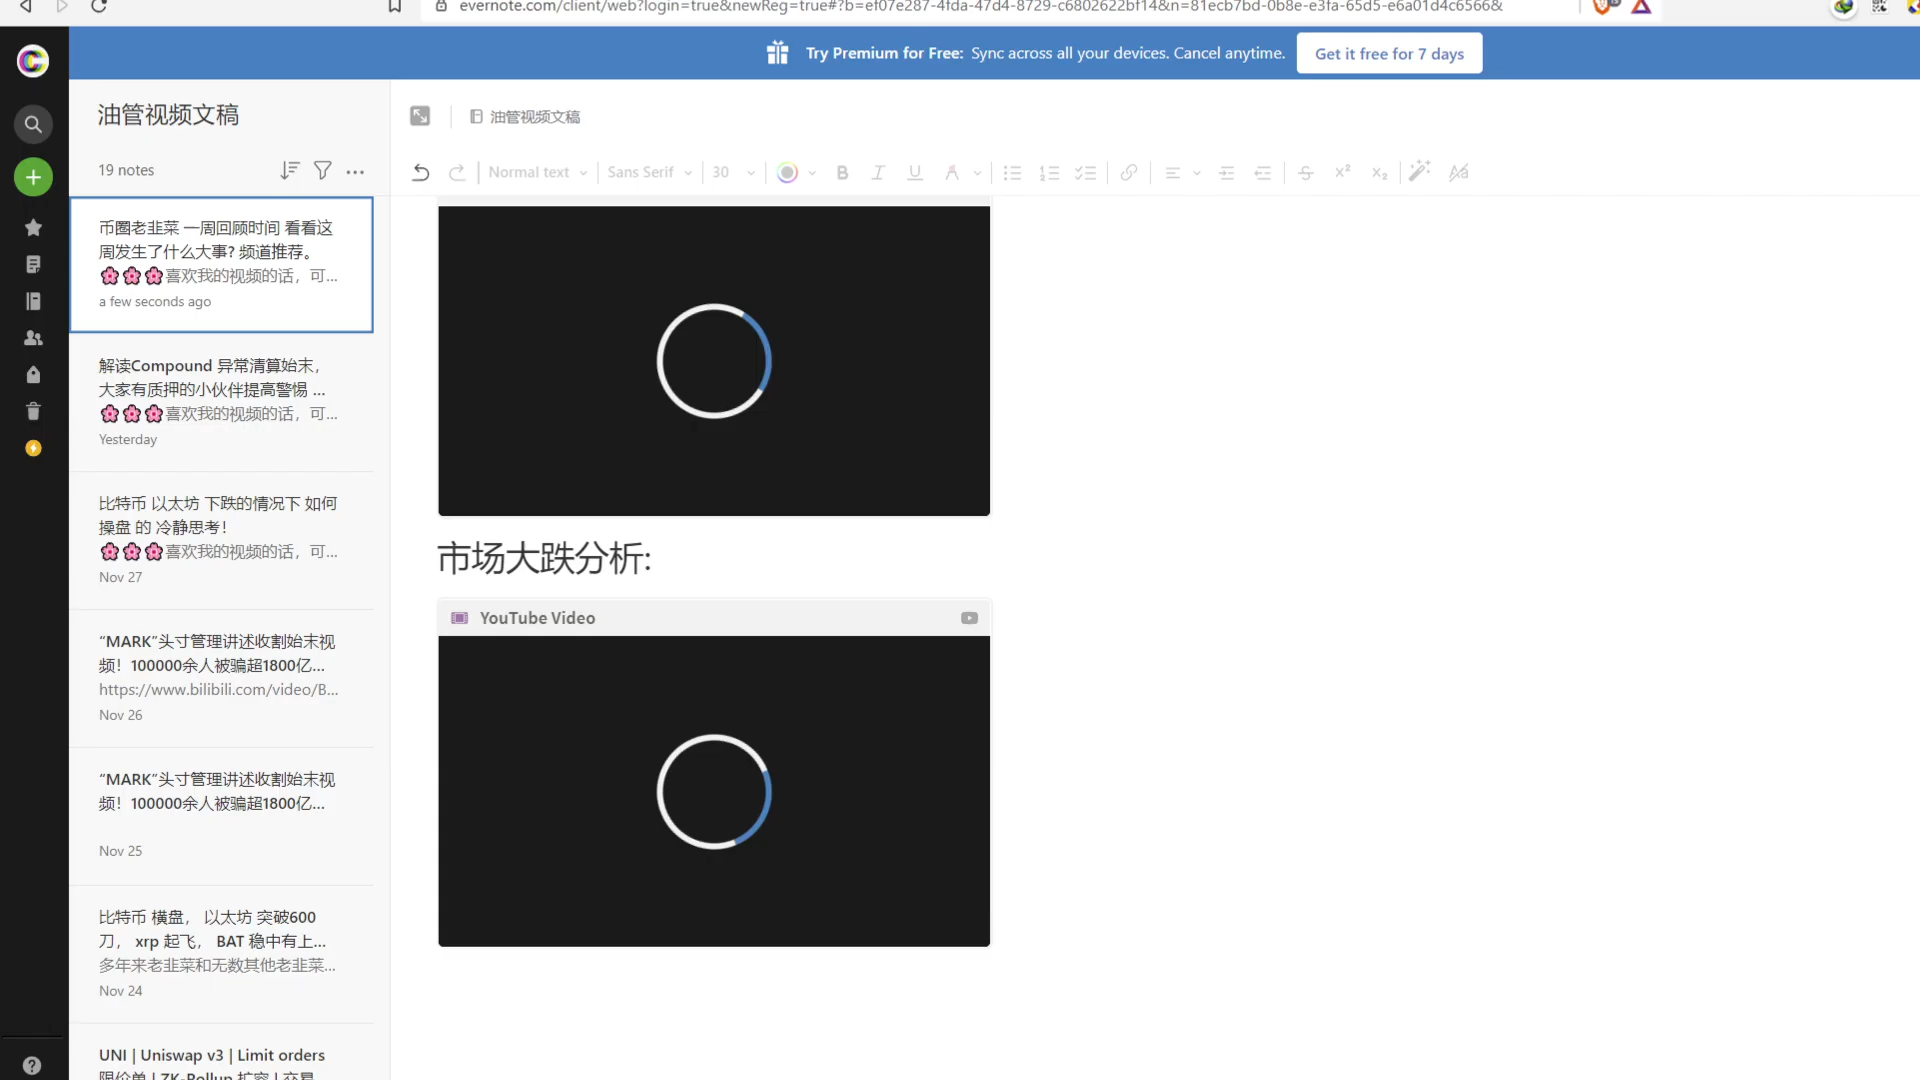 evernote.com/client/web?login=true&newReg=true#?b=ef07e287-4fda-47d4-8729-c6802622bf14&n=81ecb7bd-0b8e-e3fa-65d5-e6a01d4c6566&
Try Premium for Free: Sync across all your devices. Cancel anytime.
Get it free for 7 days
油管视频文稿
19 notes
油管视频文稿
Normal text
Sans Serif
30
币圈老韭菜 一周回顾时间 看看这
周发生了什么大事? 频道推荐。
🌸🌸🌸喜欢我的视频的话，可...
a few seconds ago
解读Compound 异常清算始末，
大家有质押的小伙伴提高警惕 ...
🌸🌸🌸喜欢我的视频的话，可...
Yesterday
比特币 以太坊 下跌的情况下 如何
操盘 的 冷静思考！
🌸🌸🌸喜欢我的视频的话，可...
Nov 27
“MARK”头寸管理讲述收割始末视
频！100000余人被骗超1800亿...
https://www.bilibili.com/video/B...
Nov 26
“MARK”头寸管理讲述收割始末视
频！100000余人被骗超1800亿...
Nov 25
比特币 横盘， 以太坊 突破600
刀， xrp 起飞， BAT 稳中有上...
多年来老韭菜和无数其他老韭菜...
Nov 24
UNI | Uniswap v3 | Limit orders
限价单 | ZK-Rollup 扩容 | 交易
市场大跌分析:
YouTube Video